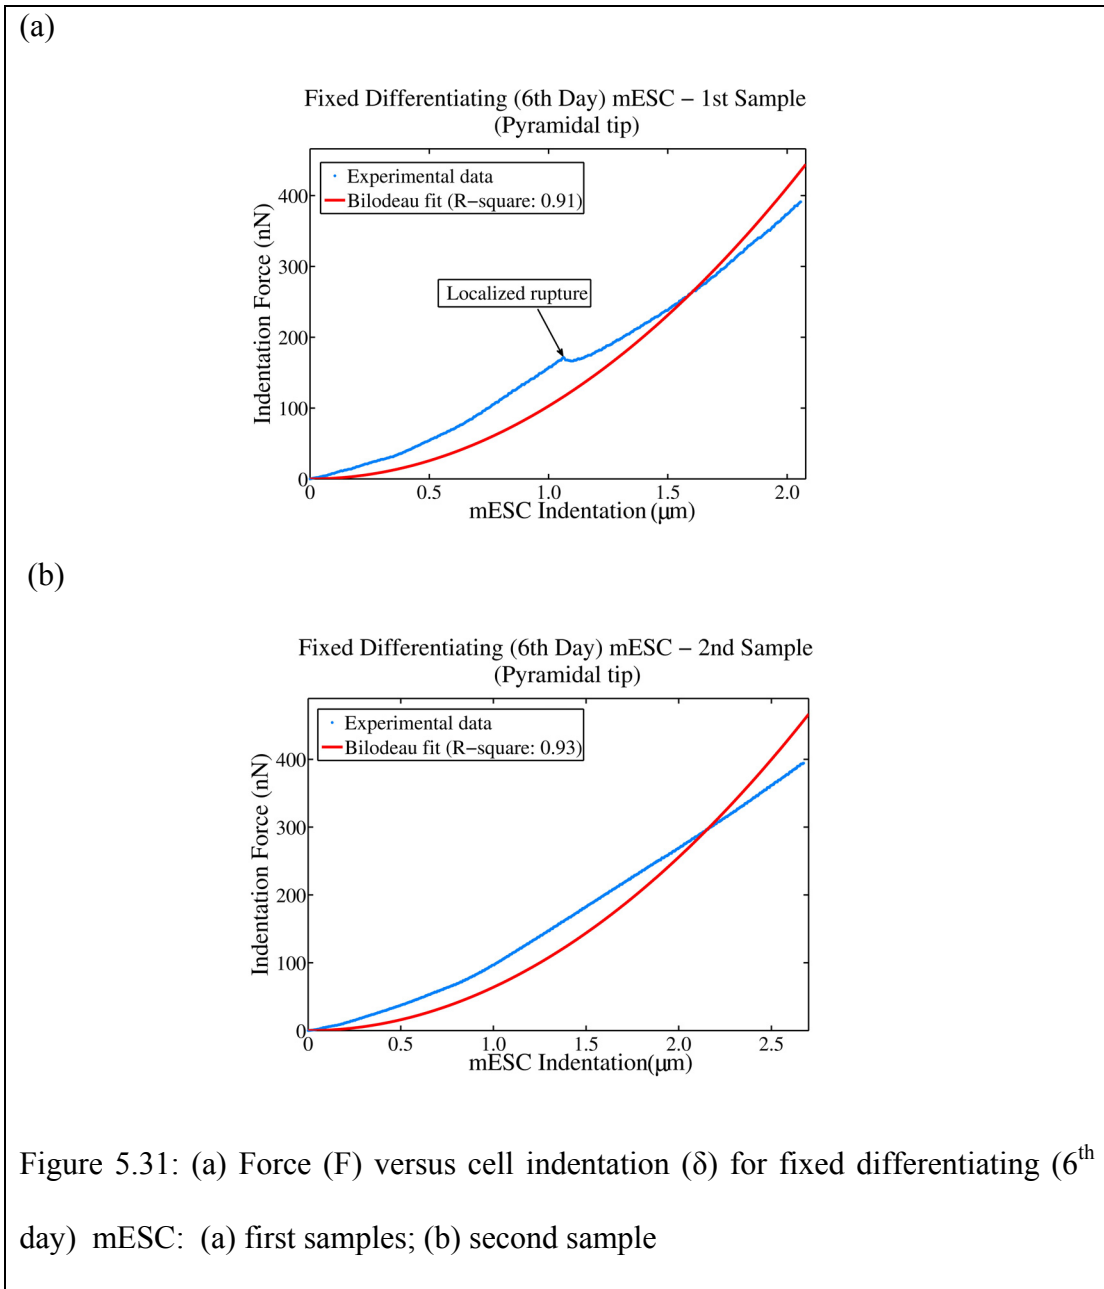 (a)
Fixed Differentiating (6th Day) mESC − 1st Sample
(Pyramidal tip)
Experimental data
Bilodeau fit (R−square: 0.91)
Localized rupture
Indentation Force (nN)
400
300
200
100
0
0 0.5 1.0 1.5 2.0
mESC Indentation (μm)
(b)
Fixed Differentiating (6th Day) mESC − 2nd Sample
(Pyramidal tip)
Experimental data
Bilodeau fit (R−square: 0.93)
Indentation Force (nN)
400
300
200
100
0
0 0.5 1.0 1.5 2.0 2.5
mESC Indentation(μm)
Figure 5.31: (a) Force (F) versus cell indentation (δ) for fixed differentiating (6th
day) mESC: (a) first samples; (b) second sample